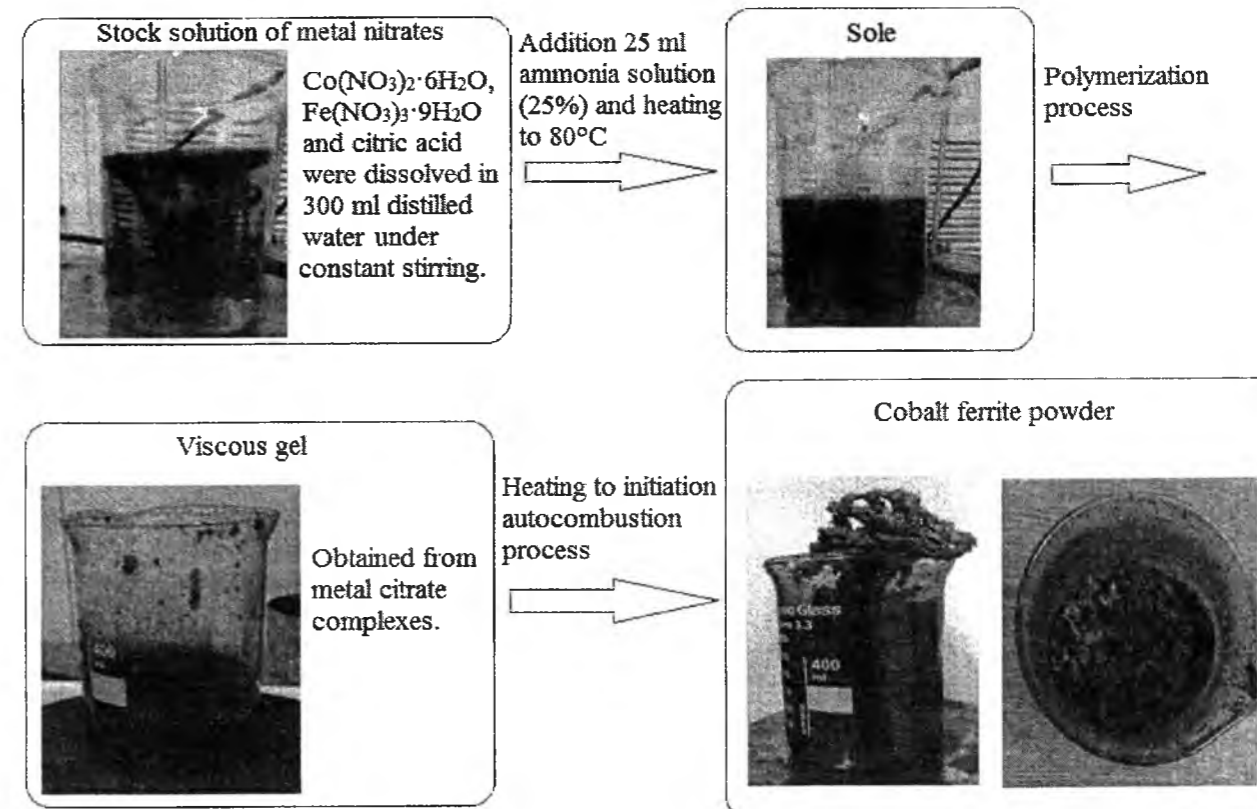 Stock solution of metal nitrates
Co(NO₃)₂·6H₂O,
Fe(NO₃)₃·9H₂O
and citric acid
were dissolved in
300 ml distilled
water under
constant stirring.
Addition 25 ml
ammonia solution
(25%) and heating
to 80°C
Sole
Polymerization
process
Viscous gel
Obtained from
metal citrate
complexes.
Heating to initiation
autocombustion
process
Cobalt ferrite powder
Glass
400
ml